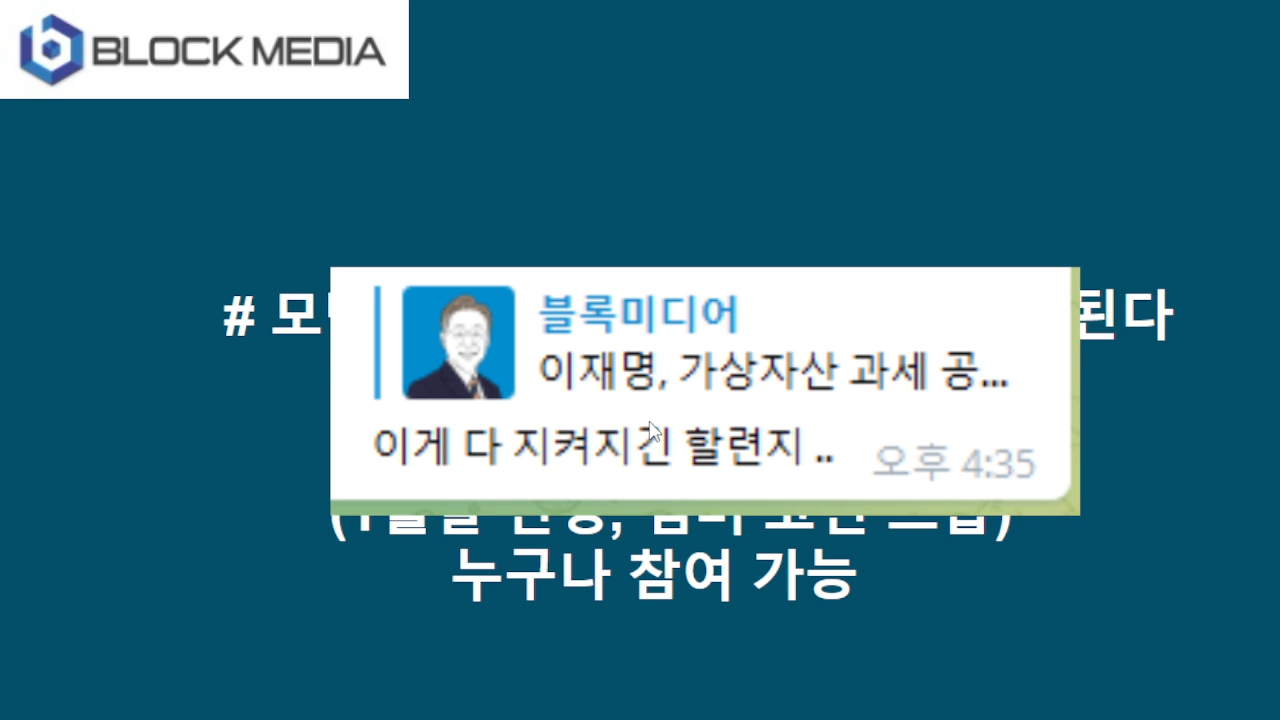 BLOCK MEDIA
# 된다
블록미디어
이재명, 가상자산 과세 공...
이게 다 지켜지긴 할련지 ..
오후 4:35
누구나 참여 가능